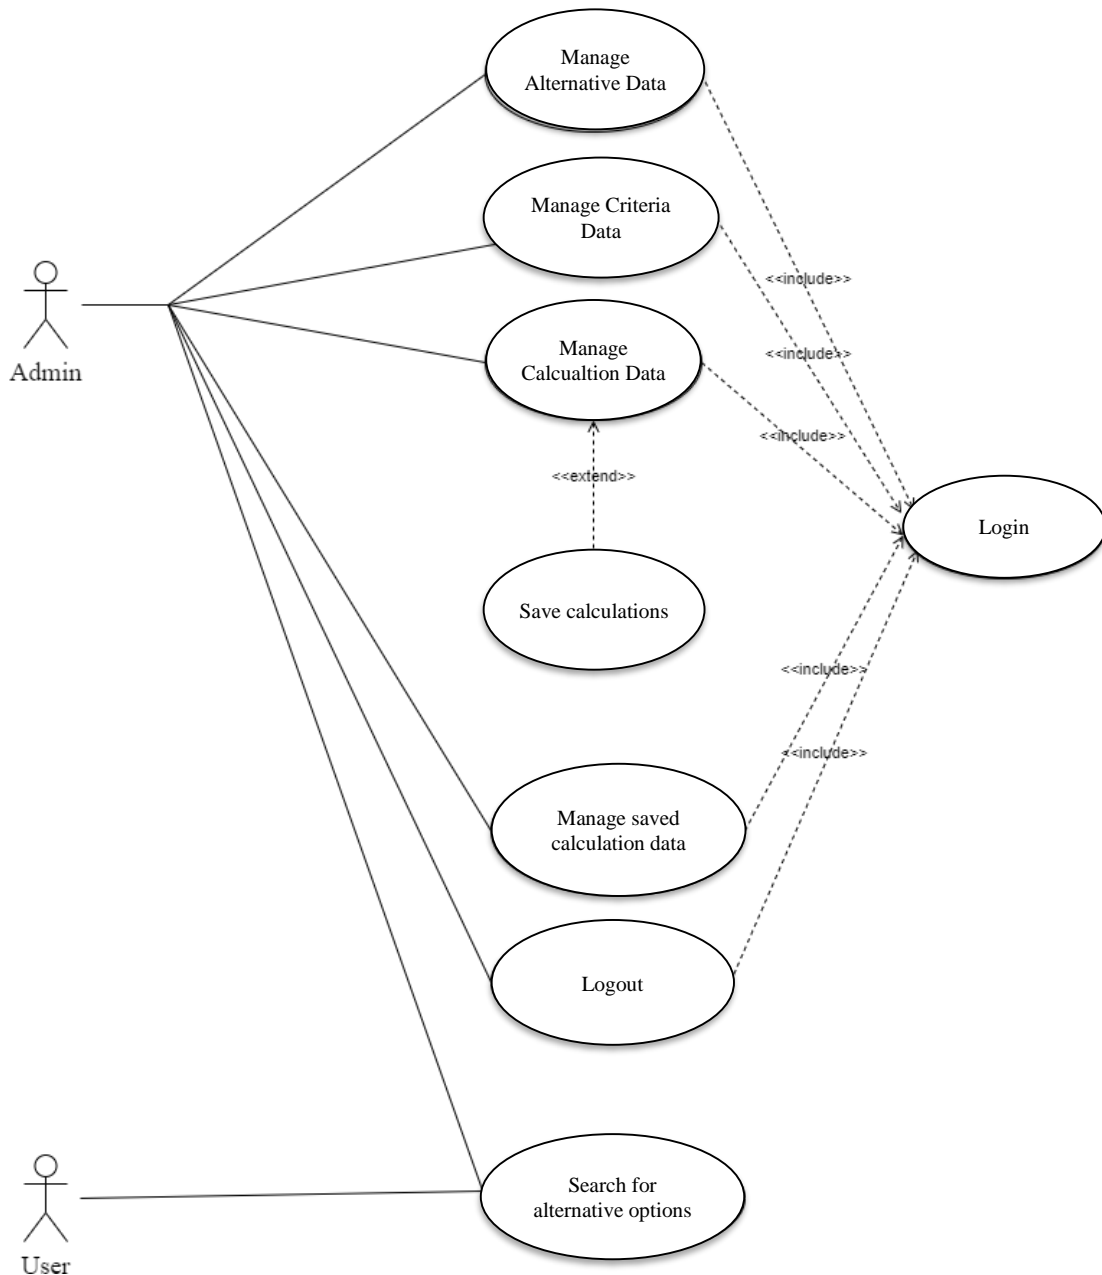 Manage
Alternative Data
Manage Criteria
Data
<<include>>
Admin
Manage
Calcualtion Data
<<include>>
<<include>>
<<extend>>
Login
Save calculations
<<include>>
Manage saved
calculation data
<<include>>
Logout
Search for
alternative options
User